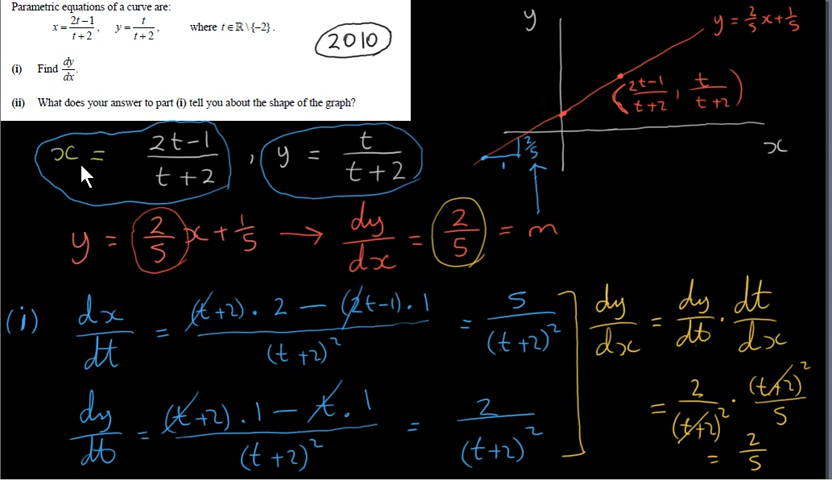 Parametric equations of a curve are:
x = (2t−1)/(t+2), y = t/(t+2), where t ∈ ℝ \ {−2}.
2010
(i) Find dy/dx.
(ii) What does your answer to part (i) tell you about the shape of the graph?
y
y = 2/5 x + 1/5
((2t−1)/(t+2), t/(t+2))
x
2/5
1
x = (2t−1)/(t+2), y = t/(t+2)
y = 2/5 x + 1/5 → dy/dx = 2/5 = m
(i) dx/dt = ((t+2)·2 − (2t−1)·1)/(t+2)² = 5/(t+2)²
dy/dt = ((t+2)·1 − t·1)/(t+2)² = 2/(t+2)²
dy/dx = dy/dt · dt/dx
= 2/(t+2)² · (t+2)²/5
= 2/5